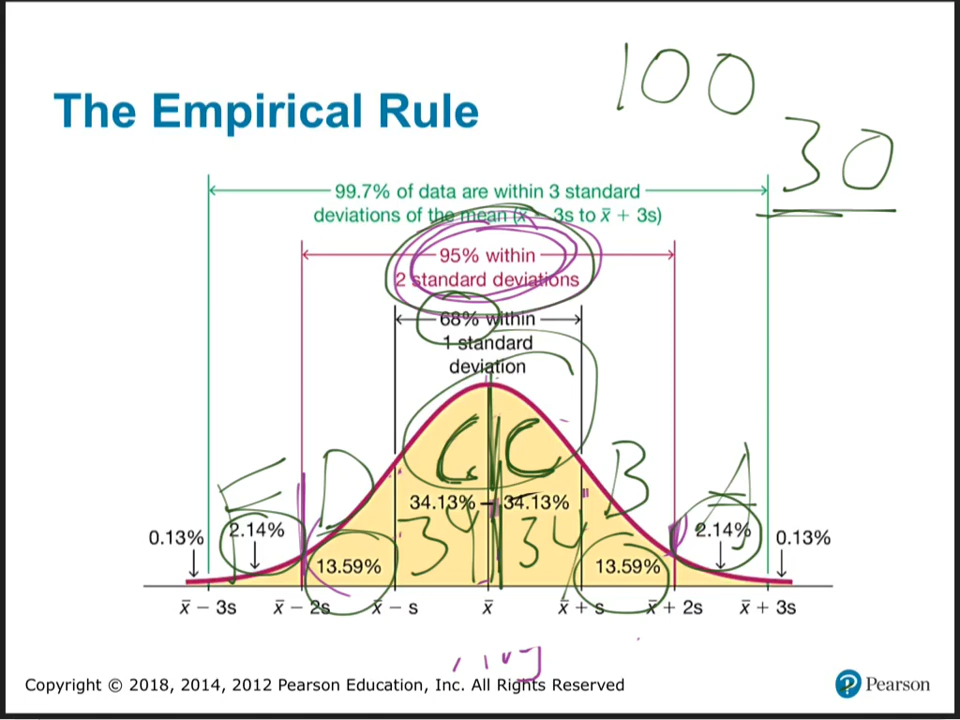 100
The Empirical Rule
30
99.7% of data are within 3 standard
deviations of the mean (x̄ – 3s to x̄ + 3s)
95% within
2 standard deviations
68% within
1 standard
deviation
E D C C B A
34.13% 34.13%
0.13% 2.14% 34 34 2.14% 0.13%
13.59% 13.59%
x̄ – 3s x̄ – 2s x̄ – s x̄ x̄ + s x̄ + 2s x̄ + 3s
Copyright © 2018, 2014, 2012 Pearson Education, Inc. All Rights Reserved
Pearson